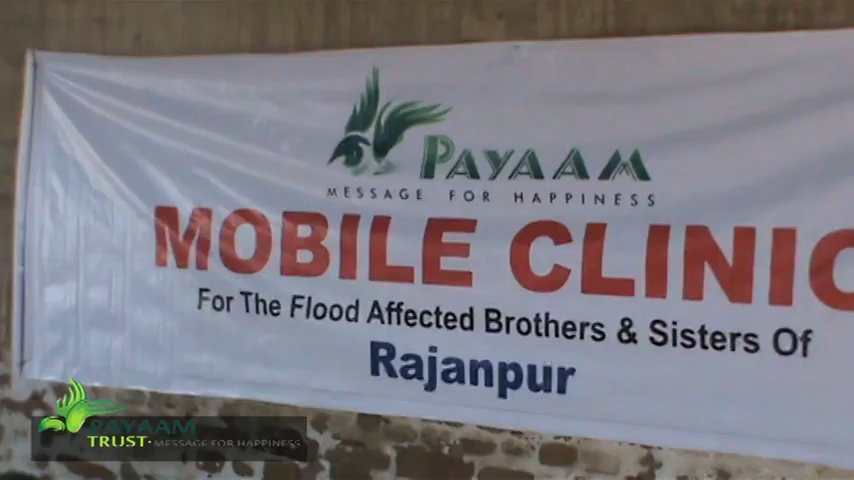 PAYAAM
MESSAGE FOR HAPPINESS
MOBILE CLINIC
For The Flood Affected Brothers & Sisters Of
Rajanpur
PAYAAM
TRUST· MESSAGE FOR HAPPINESS